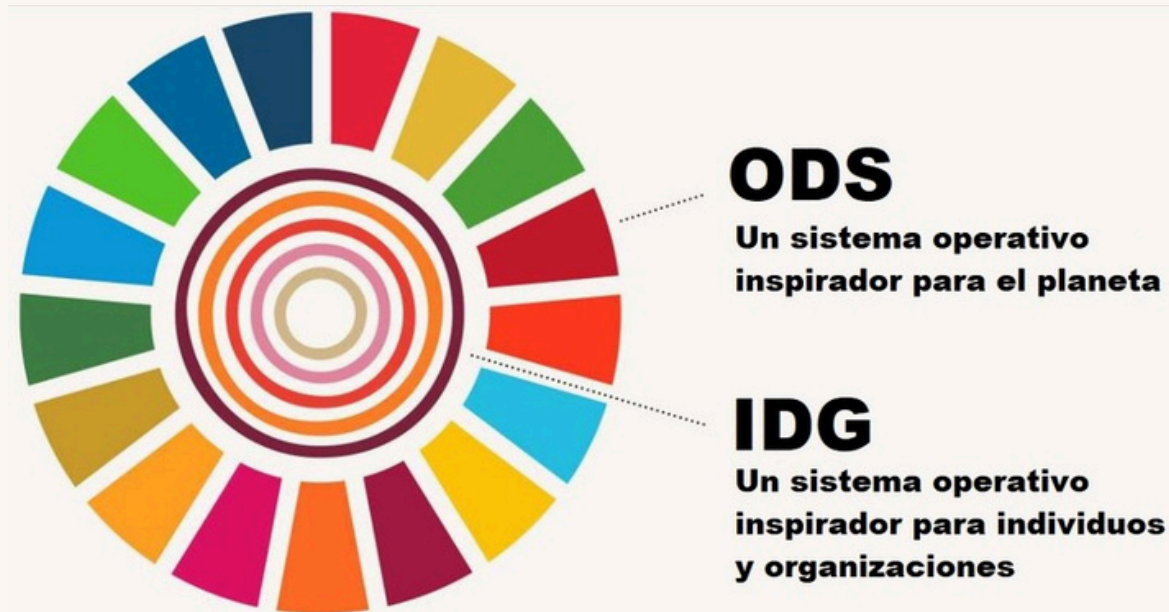 ODS
Un sistema operativo
inspirador para el planeta
IDG
Un sistema operativo
inspirador para individuos
y organizaciones